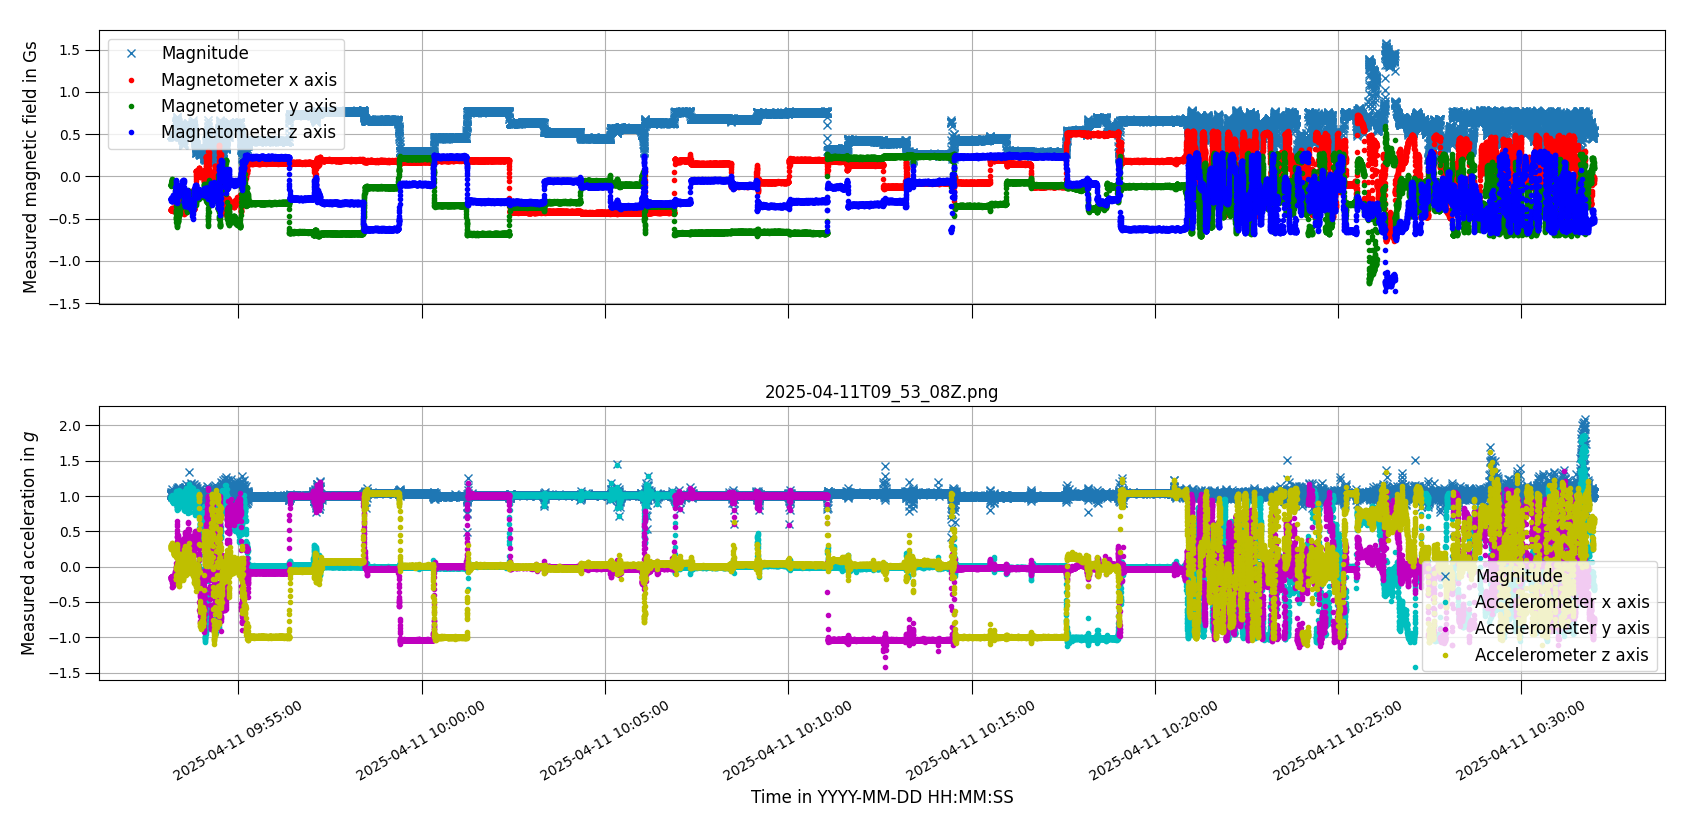 Measured magnetic field in Gs
1.5
1.0
0.5
0.0
−0.5
−1.0
−1.5
Magnitude
Magnetometer x axis
Magnetometer y axis
Magnetometer z axis
2025-04-11T09_53_08Z.png
Measured acceleration in g
2.0
1.5
1.0
0.5
0.0
−0.5
−1.0
−1.5
Magnitude
Accelerometer x axis
Accelerometer y axis
Accelerometer z axis
2025-04-11 09:55:00
2025-04-11 10:00:00
2025-04-11 10:05:00
2025-04-11 10:10:00
2025-04-11 10:15:00
2025-04-11 10:20:00
2025-04-11 10:25:00
2025-04-11 10:30:00
Time in YYYY-MM-DD HH:MM:SS